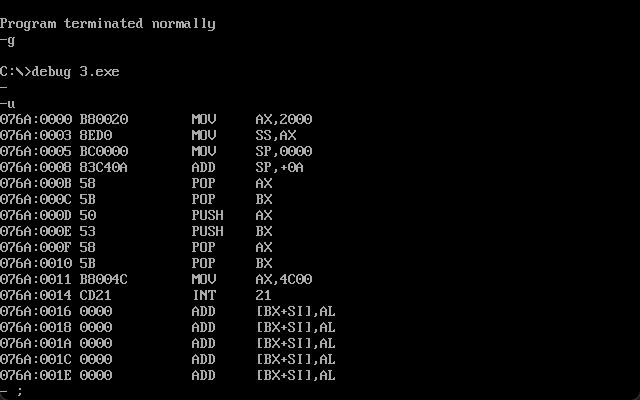 Program terminated normally
-g
C:\>debug 3.exe
-
-u
076A:0000 B80020 MOV AX,2000
076A:0003 8ED0 MOV SS,AX
076A:0005 BC0000 MOV SP,0000
076A:0008 83C40A ADD SP,+0A
076A:000B 58 POP AX
076A:000C 5B POP BX
076A:000D 50 PUSH AX
076A:000E 53 PUSH BX
076A:000F 58 POP AX
076A:0010 5B POP BX
076A:0011 B8004C MOV AX,4C00
076A:0014 CD21 INT 21
076A:0016 0000 ADD [BX+SI],AL
076A:0018 0000 ADD [BX+SI],AL
076A:001A 0000 ADD [BX+SI],AL
076A:001C 0000 ADD [BX+SI],AL
076A:001E 0000 ADD [BX+SI],AL
- ;